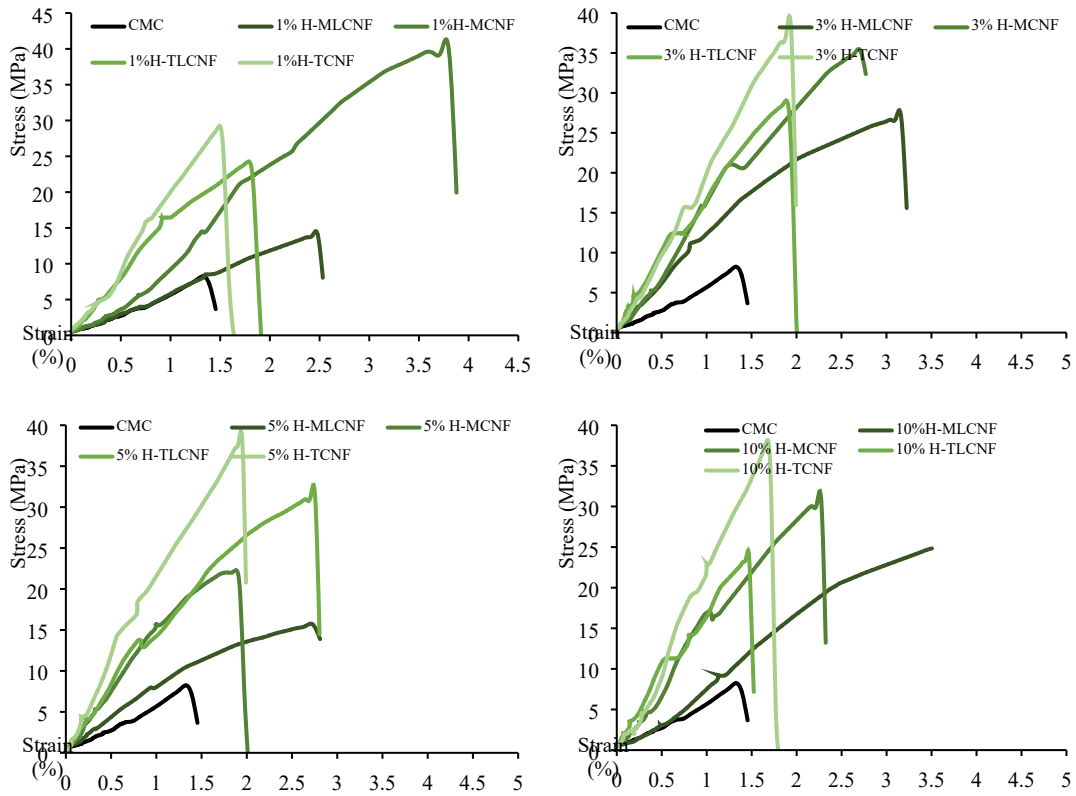 CMC 1% H-MLCNF 1%H-MCNF
1%H-TLCNF 1%H-TCNF
Stress (MPa)
45
40
35
30
25
20
15
10
5
0
Strain
(%)
0.5 1 1.5 2 2.5 3 3.5 4 4.5
CMC 3% H-MLCNF 3% H-MCNF
3% H-TLCNF 3% H-TCNF
Stress (MPa)
40
35
30
25
20
15
10
5
0
Strain
(%)
0.5 1 1.5 2 2.5 3 3.5 4 4.5 5
CMC 5% H-MLCNF 5% H-MCNF
5% H-TLCNF 5% H-TCNF
Stress (MPa)
40
35
30
25
20
15
10
5
0
Strain
(%)
0.5 1 1.5 2 2.5 3 3.5 4 4.5 5
CMC 10%H-MLCNF
10% H-MCNF 10% H-TLCNF
10% H-TCNF
Stress (MPa)
40
35
30
25
20
15
10
5
0
Strain
(%)
0.5 1 1.5 2 2.5 3 3.5 4 4.5 5